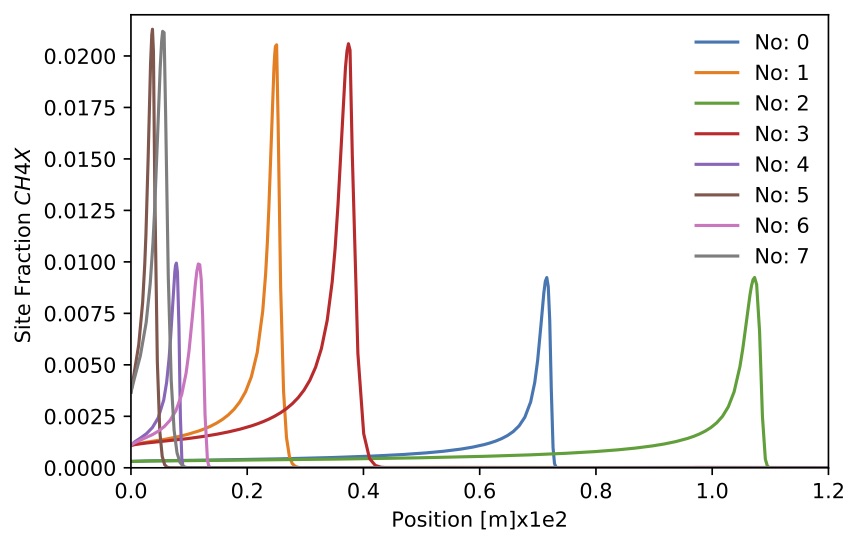 0.0200
0.0175
0.0150
0.0125
0.0100
0.0075
0.0050
0.0025
0.0000
Site Fraction CH4X
0.0 0.2 0.4 0.6 0.8 1.0 1.2
Position [m]x1e2
No: 0
No: 1
No: 2
No: 3
No: 4
No: 5
No: 6
No: 7